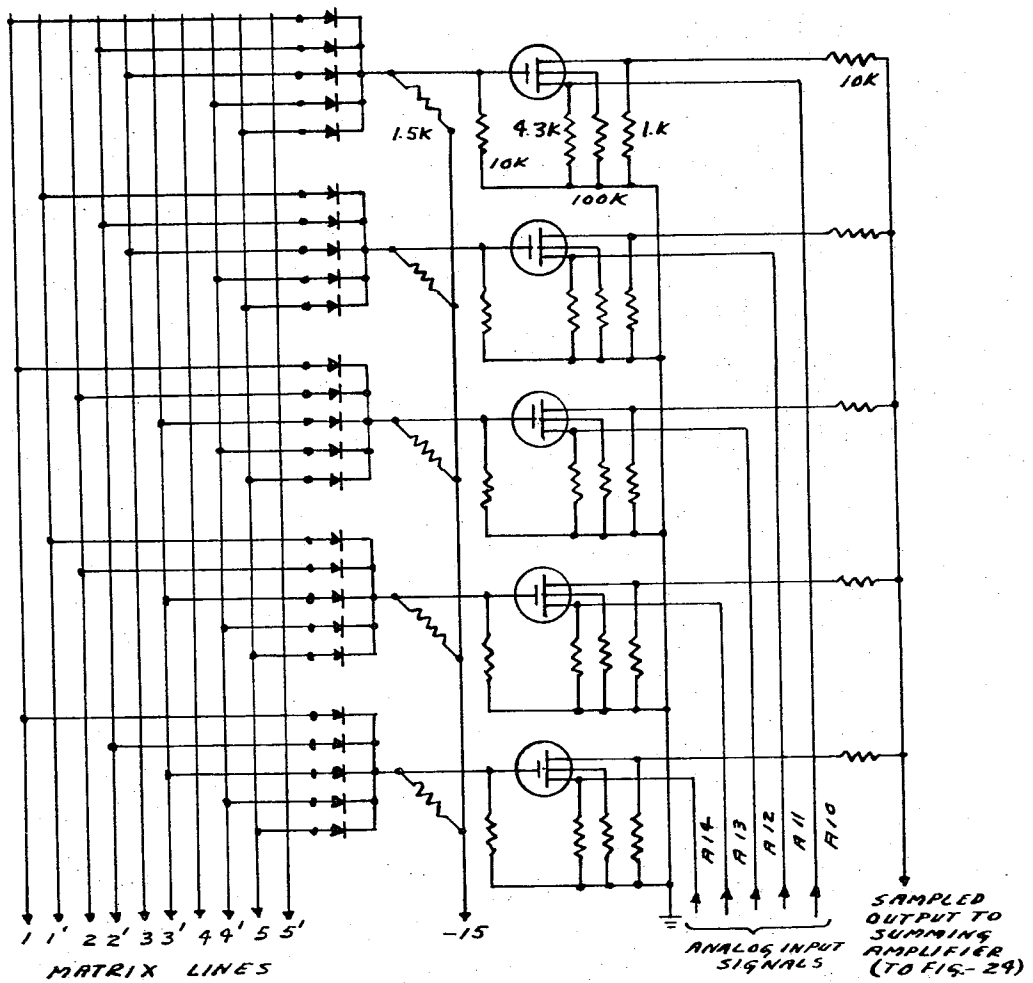 10K
1.5K
4.3K
1.K
10K
100K
A14
A13
A12
A11
A10
1 1' 2 2' 3 3' 4 4' 5 5'
-15
MATRIX LINES
ANALOG INPUT
SIGNALS
SAMPLED
OUTPUT TO
SUMMING
AMPLIFIER
(TO FIG.-29)